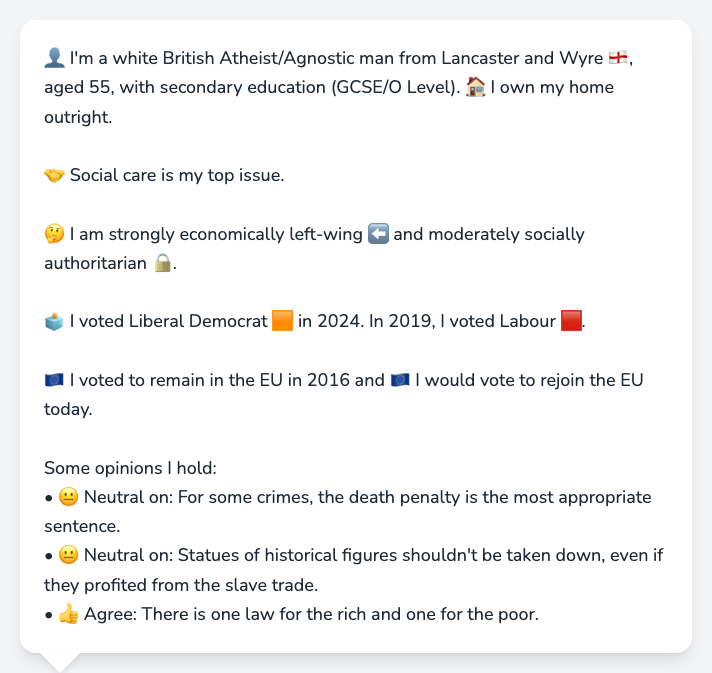 👤 I'm a white British Atheist/Agnostic man from Lancaster and Wyre 🏴󠁧󠁢󠁥󠁮󠁧󠁿,
aged 55, with secondary education (GCSE/O Level). 🏠 I own my home
outright.
🤝 Social care is my top issue.
🤔 I am strongly economically left-wing ⬅️ and moderately socially
authoritarian 🔒.
🗳️ I voted Liberal Democrat 🟧 in 2024. In 2019, I voted Labour 🟥.
🇪🇺 I voted to remain in the EU in 2016 and 🇪🇺 I would vote to rejoin the EU
today.
Some opinions I hold:
• 😐 Neutral on: For some crimes, the death penalty is the most appropriate
sentence.
• 😐 Neutral on: Statues of historical figures shouldn't be taken down, even if
they profited from the slave trade.
• 👍 Agree: There is one law for the rich and one for the poor.